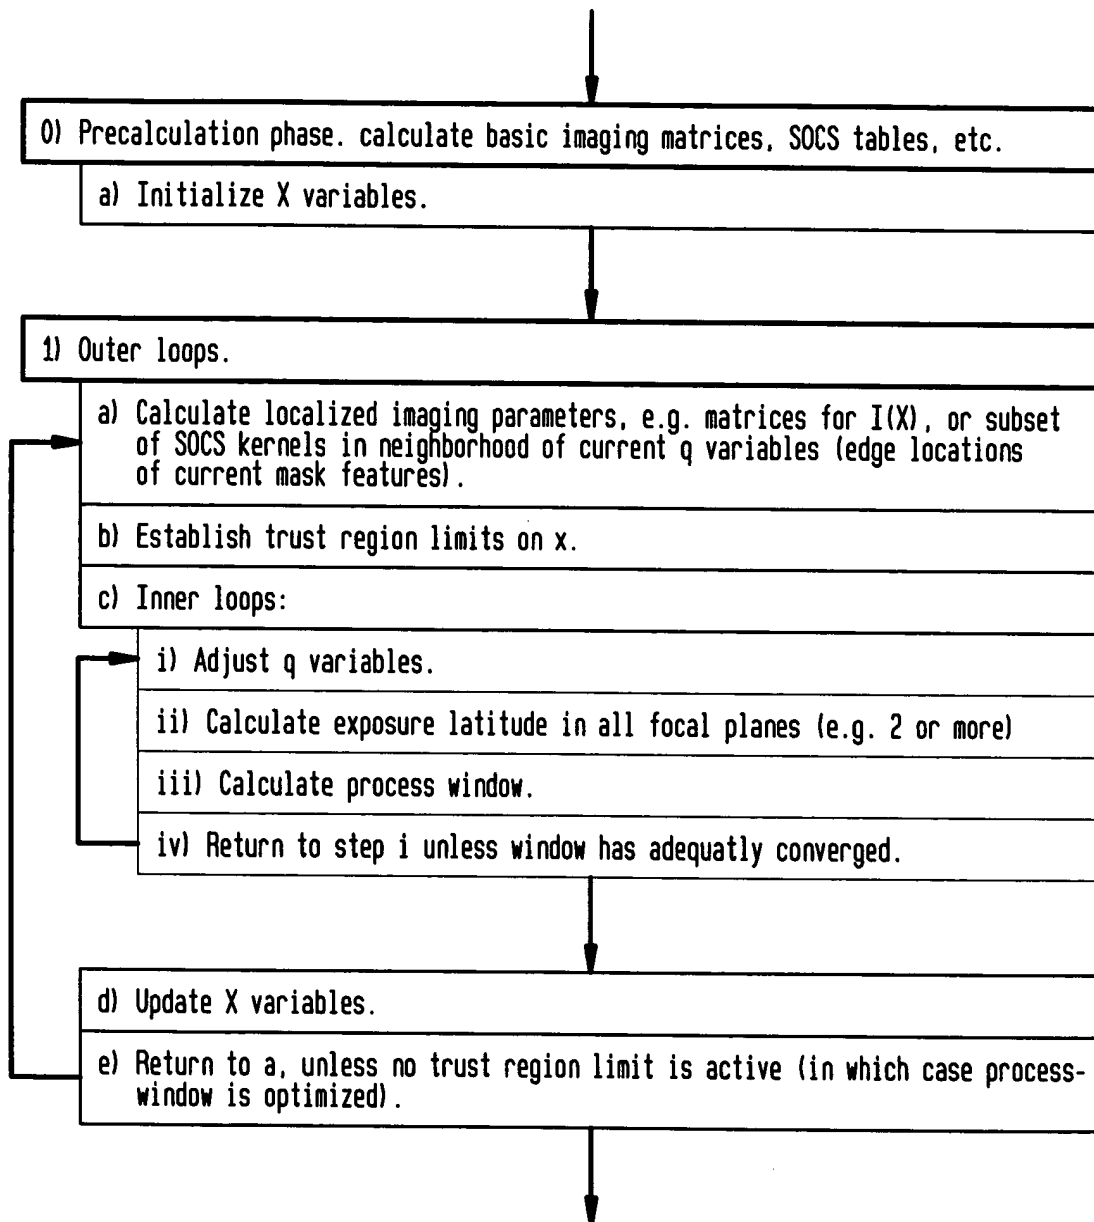 0) Precalculation phase. calculate basic imaging matrices, SOCS tables, etc.
a) Initialize X variables.
1) Outer loops.
a) Calculate localized imaging parameters, e.g. matrices for I(X), or subset
of SOCS kernels in neighborhood of current q variables (edge locations
of current mask features).
b) Establish trust region limits on x.
c) Inner loops:
i) Adjust q variables.
ii) Calculate exposure latitude in all focal planes (e.g. 2 or more)
iii) Calculate process window.
iv) Return to step i unless window has adequatly converged.
d) Update X variables.
e) Return to a, unless no trust region limit is active (in which case process-
window is optimized).